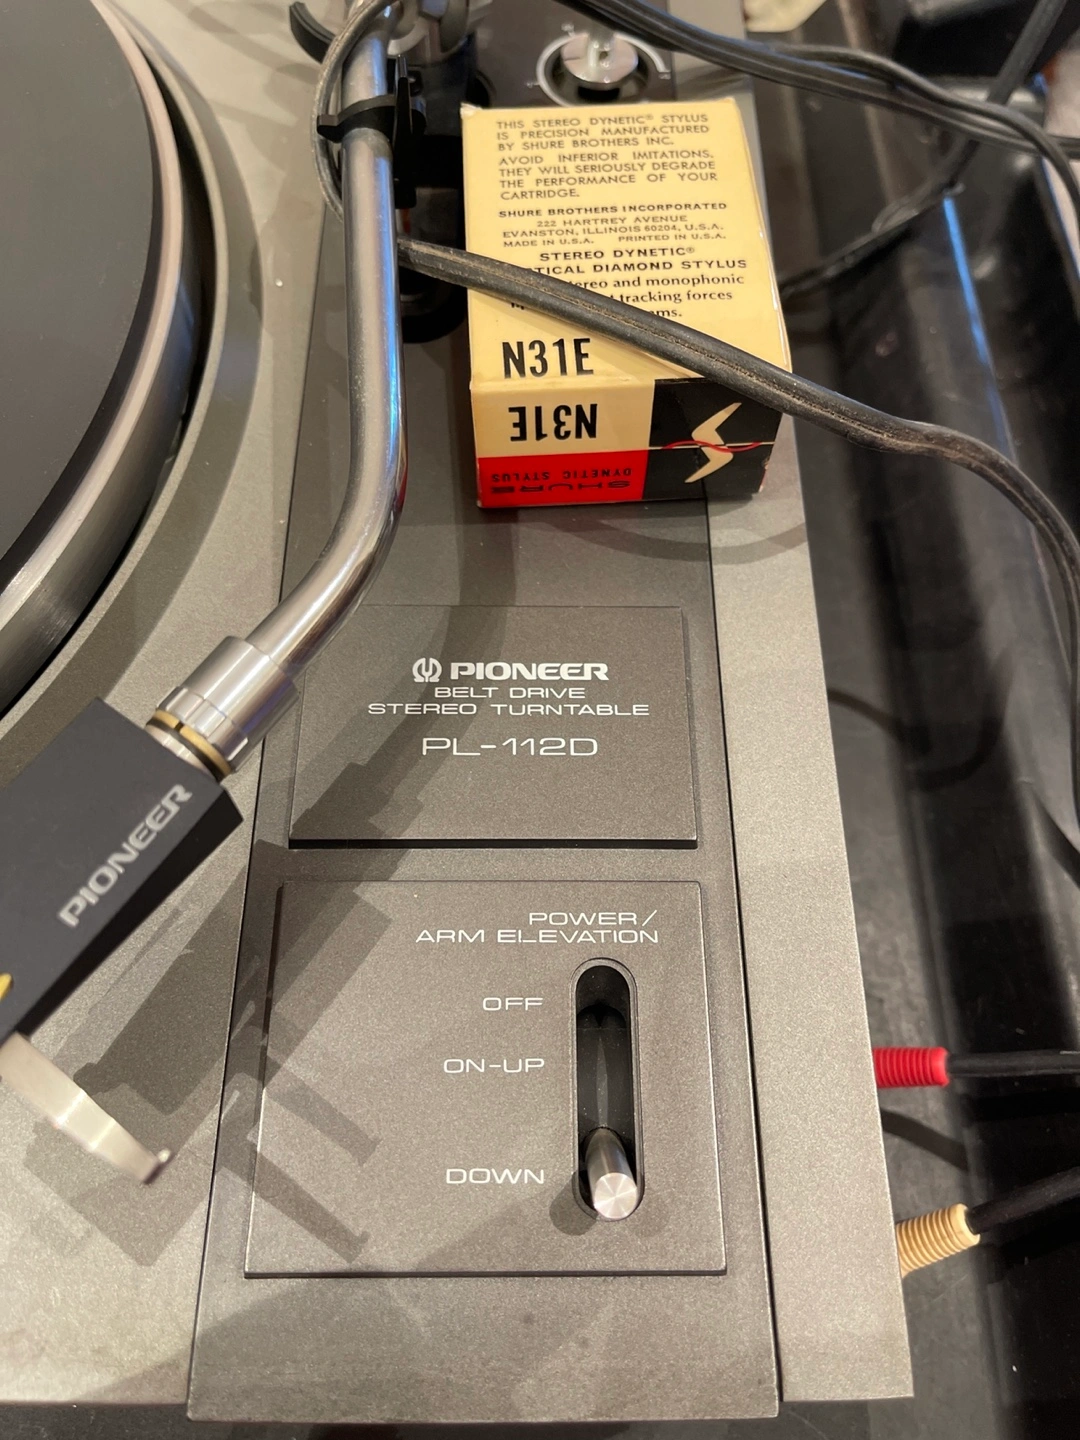 THIS STEREO DYNETIC® STYLUS
IS PRECISION MANUFACTURED
BY SHURE BROTHERS INC.
AVOID INFERIOR IMITATIONS.
THEY WILL SERIOUSLY DEGRADE
THE PERFORMANCE OF YOUR
CARTRIDGE.
SHURE BROTHERS INCORPORATED
222 HARTREY AVENUE
EVANSTON, ILLINOIS 60204, U.S.A.
MADE IN U.S.A. PRINTED IN U.S.A.
STEREO DYNETIC®
DIAMOND STYLUS
and monophonic
tracking forces
N31E
N31E
SHURE
DYNETIC STYLUS
PIONEER
BELT DRIVE
STEREO TURNTABLE
PL-112D
PIONEER
POWER/
ARM ELEVATION
OFF
ON-UP
DOWN